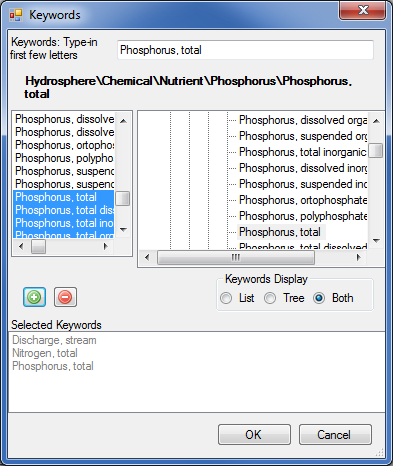 Keywords
Keywords: Type-in
first few letters
Phosphorus, total
Hydrosphere\Chemical\Nutrient\Phosphorus\Phosphorus,
total
Phosphorus, dissolve
Phosphorus, dissolve
Phosphorus, ortophos
Phosphorus, polypho
Phosphorus, suspend
Phosphorus, suspend
Phosphorus, total
Phosphorus, total diss
Phosphorus, total inor
Phosphorus, total org
Phosphorus, dissolved orga
Phosphorus, suspended org
Phosphorus, total inorganic
Phosphorus, dissolved inorg
Phosphorus, suspended ino
Phosphorus, ortophosphate
Phosphorus, polyphosphate
Phosphorus, total
Phosphorus, total dissolved
Keywords Display
List
Tree
Both
Selected Keywords
Discharge, stream
Nitrogen, total
Phosphorus, total
OK
Cancel